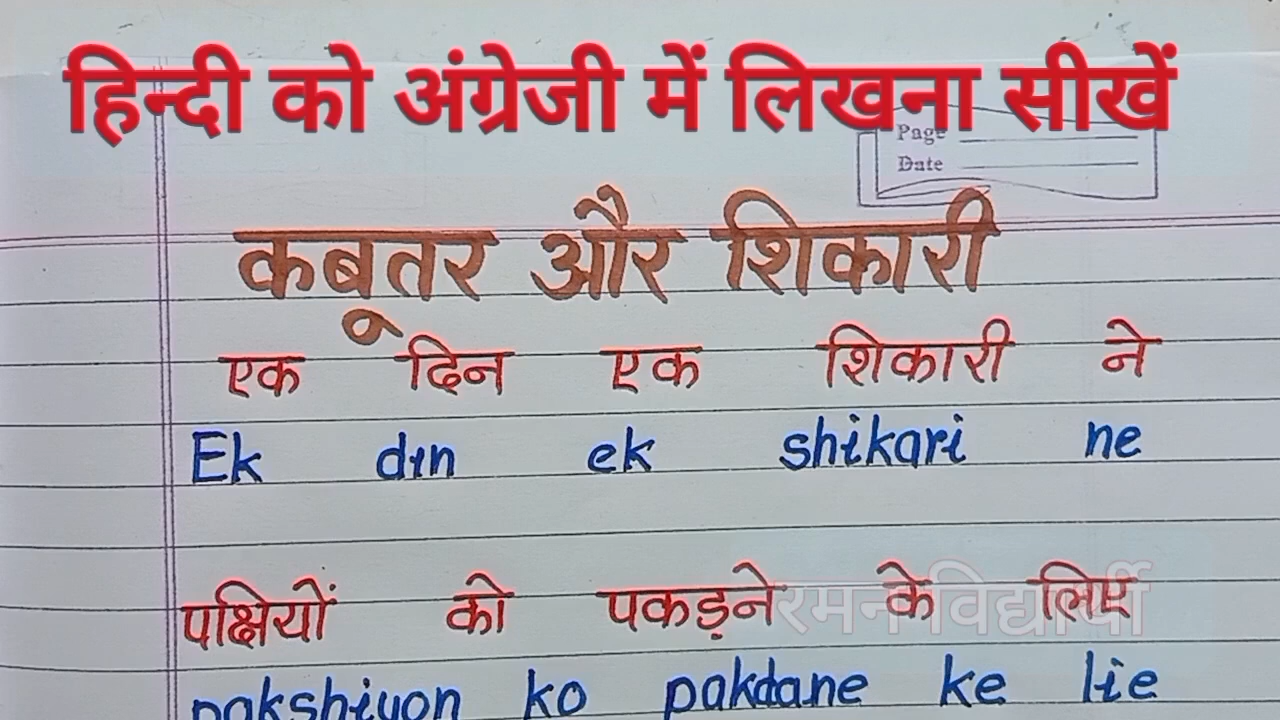 हिन्दी को अंग्रेजी में लिखना सीखें
Page
Date
कबूतर और शिकारी
एक दिन एक शिकारी ने
Ek din ek shikari ne
पक्षियों को पकड़ने के लिए
रमन विद्यार्थी
pakshiyon ko pakdane ke lie